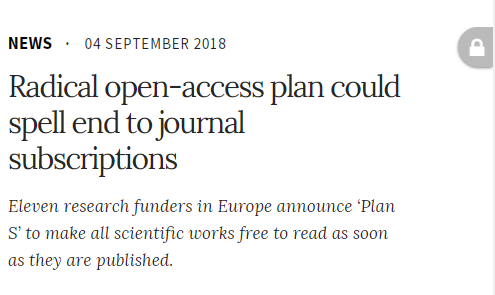 NEWS · 04 SEPTEMBER 2018
Radical open-access plan could
spell end to journal
subscriptions
Eleven research funders in Europe announce ‘Plan
S’ to make all scientific works free to read as soon
as they are published.